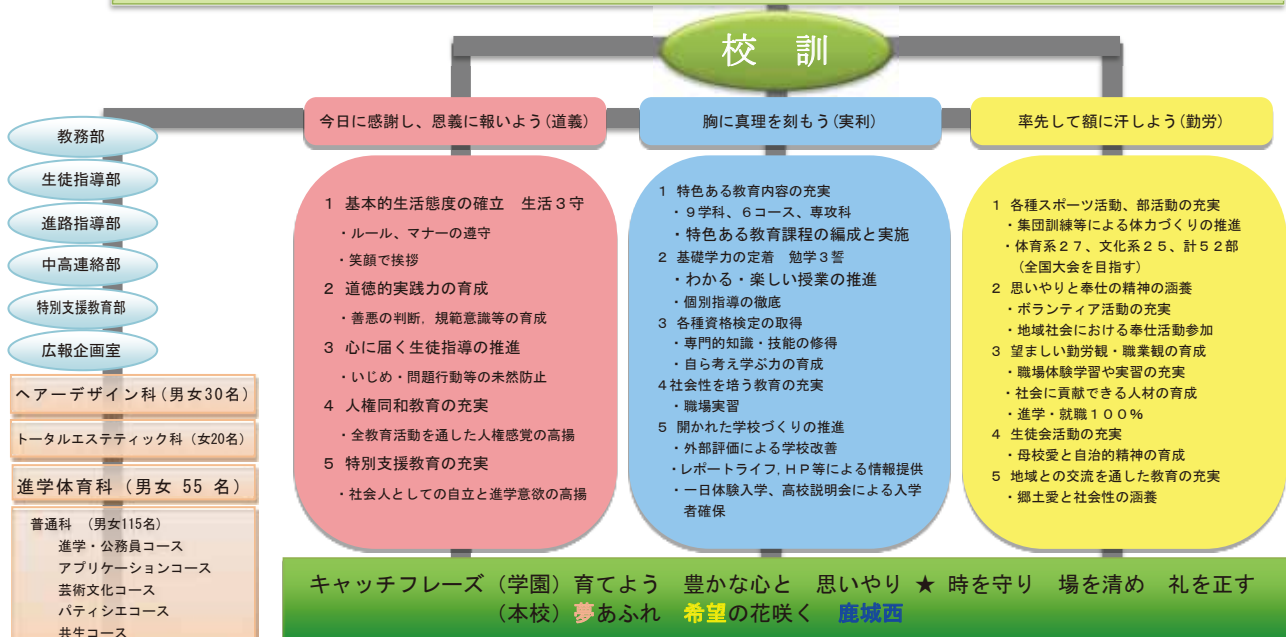 校 訓
今日に感謝し、恩義に報いよう(道義)
胸に真理を刻もう(実利)
率先して額に汗しよう(勤労)
教務部
生徒指導部
進路指導部
中高連絡部
特別支援教育部
広報企画室
ヘアーデザイン科(男女30名)
トータルエステティック科(女20名)
進学体育科(男女 55 名)
普通科 (男女115名)
進学・公務員コース
アプリケーションコース
芸術文化コース
パティシエコース
共生コース
1 基本的生活態度の確立 生活3守
・ルール、マナーの遵守
・笑顔で挨拶
2 道徳的実践力の育成
・善悪の判断, 規範意識等の育成
3 心に届く生徒指導の推進
・いじめ・問題行動等の未然防止
4 人権同和教育の充実
・全教育活動を通した人権感覚の高揚
5 特別支援教育の充実
・社会人としての自立と進学意欲の高揚
1 特色ある教育内容の充実
・9学科、6コース、専攻科
・特色ある教育課程の編成と実施
2 基礎学力の定着 勉学3誓
・わかる・楽しい授業の推進
・個別指導の徹底
3 各種資格検定の取得
・専門的知識・技能の修得
・自ら考え学ぶ力の育成
4社会性を培う教育の充実
・職場実習
5 開かれた学校づくりの推進
・外部評価による学校改善
・レポートライフ, HP等による情報提供
・一日体験入学、高校説明会による入学
者確保
1 各種スポーツ活動、部活動の充実
・集団訓練等による体力づくりの推進
・体育系27、文化系25、計52部
(全国大会を目指す)
2 思いやりと奉仕の精神の涵養
・ボランティア活動の充実
・地域社会における奉仕活動参加
3 望ましい勤労観・職業観の育成
・職場体験学習や実習の充実
・社会に貢献できる人材の育成
・進学・就職100%
4 生徒会活動の充実
・母校愛と自治的精神の育成
5 地域との交流を通した教育の充実
・郷土愛と社会性の涵養
キャッチフレーズ(学園)育てよう 豊かな心と 思いやり ★ 時を守り 場を清め 礼を正す
(本校)夢あふれ 希望の花咲く 鹿城西